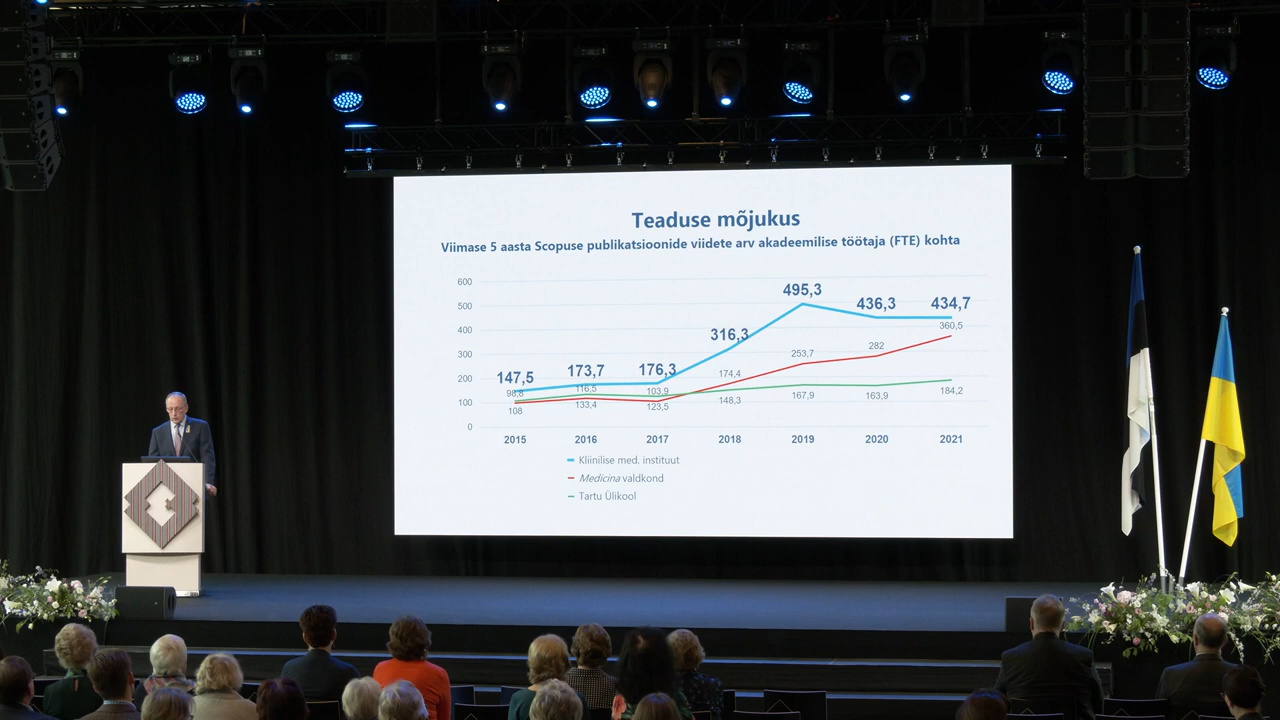 Teaduse mõjukus
Viimase 5 aasta Scopuse publikatsioonide viidete arv akadeemilise töötaja (FTE) kohta
600
500
400
300
200
100
0
147,5 173,7 176,3 316,3 495,3 436,3 434,7
98,8 116,5 103,9 174,4 253,7 282 360,5
108 133,4 123,5 148,3 167,9 163,9 184,2
2015 2016 2017 2018 2019 2020 2021
Kliinilise med. instituut
Medicina valdkond
Tartu Ülikool